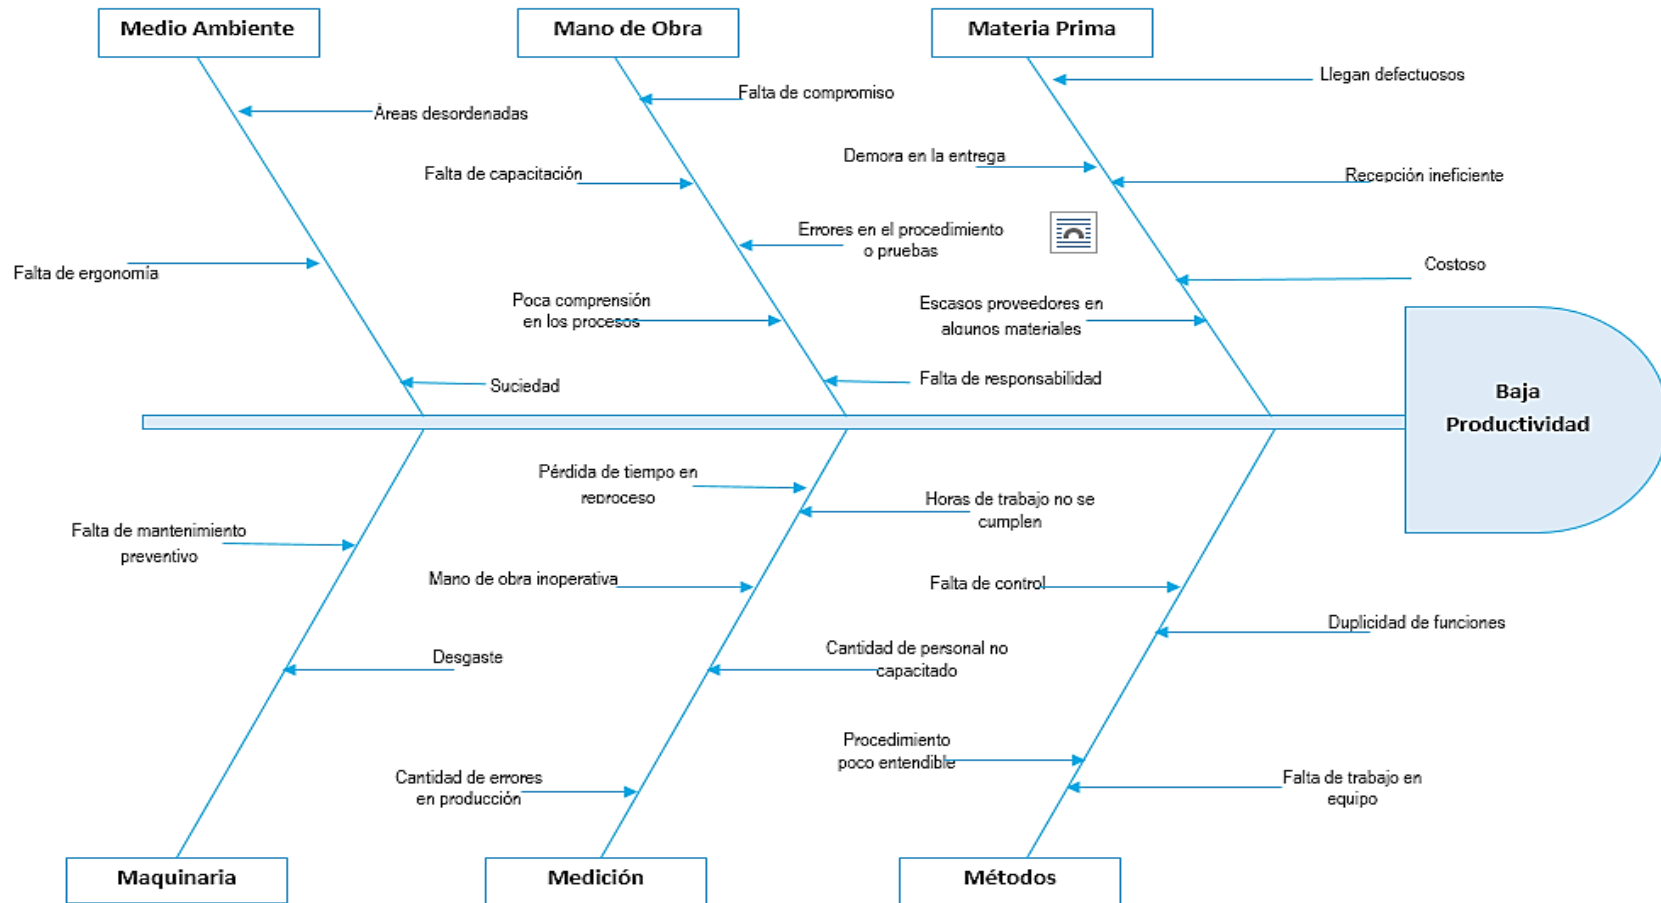 Medio Ambiente
Mano de Obra
Materia Prima
Llegan defectuosos
Falta de compromiso
Áreas desordenadas
Demora en la entrega
Falta de capacitación
Recepción ineficiente
Errores en el procedimiento
o pruebas
Falta de ergonomía
Costoso
Poca comprensión
en los procesos
Escasos proveedores en
algunos materiales
Suciedad
Falta de responsabilidad
Baja
Productividad
Pérdida de tiempo en
reproceso
Horas de trabajo no se
cumplen
Falta de mantenimiento
preventivo
Mano de obra inoperativa
Falta de control
Duplicidad de funciones
Desgaste
Cantidad de personal no
capacitado
Procedimiento
poco entendible
Cantidad de errores
en producción
Falta de trabajo en
equipo
Maquinaria
Medición
Métodos